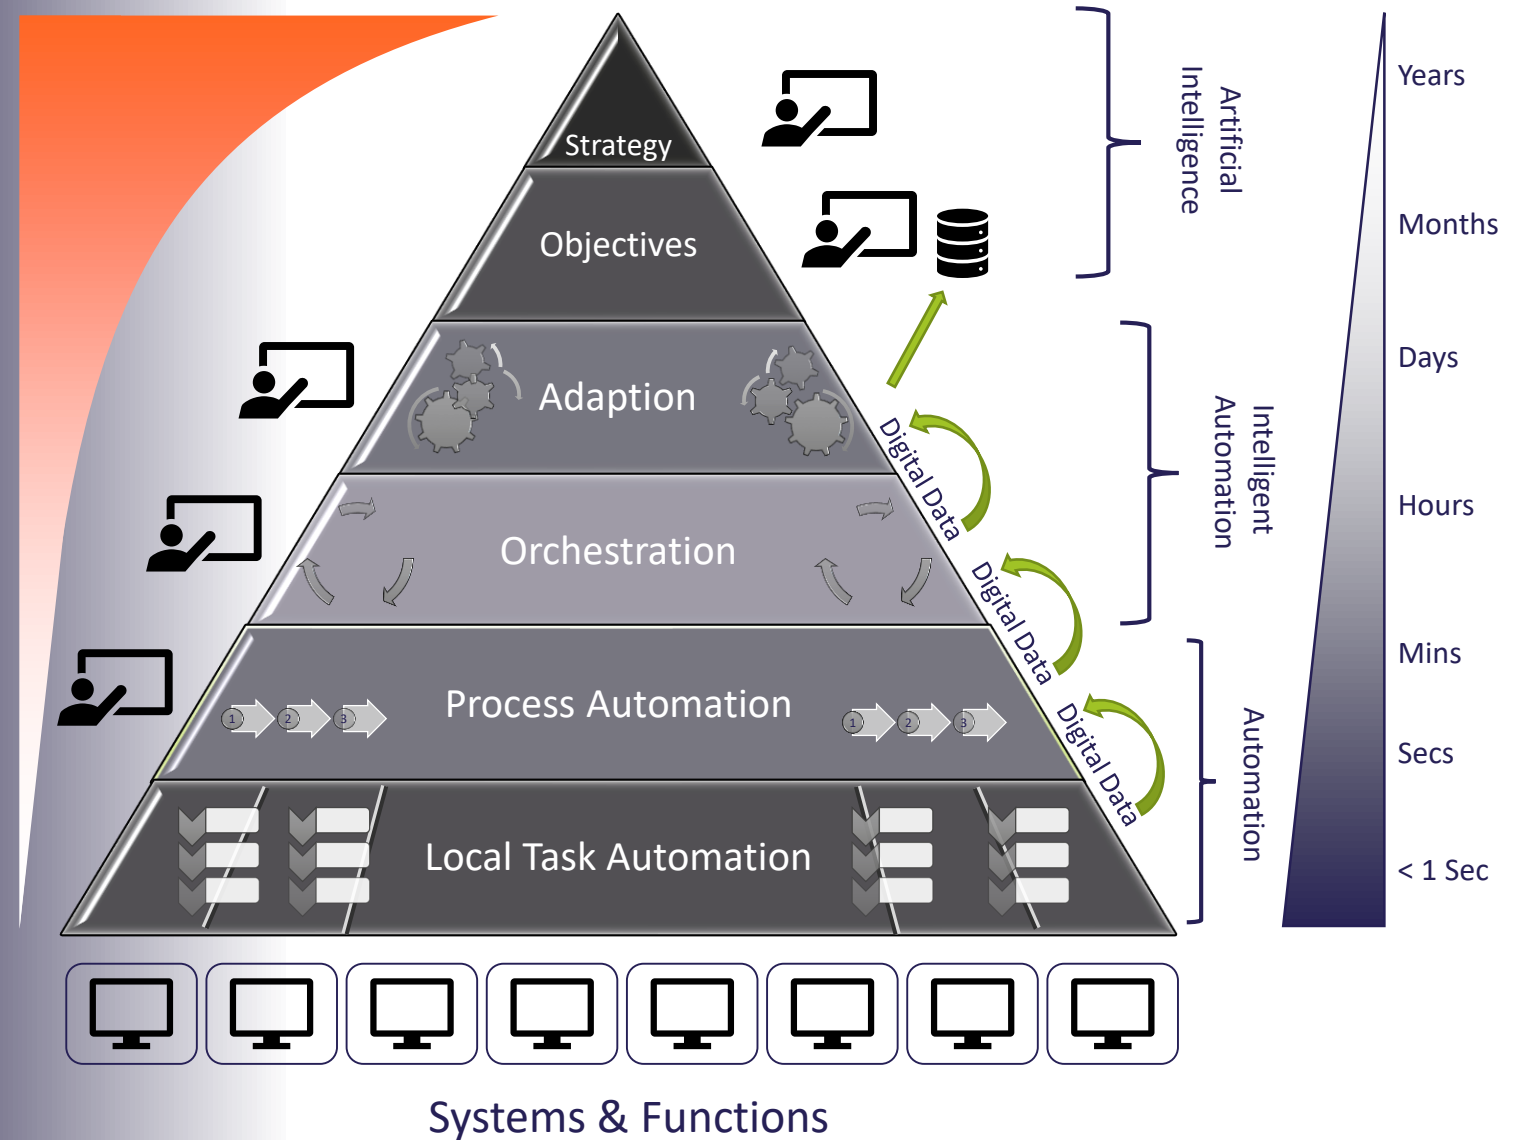 Strategy
Objectives
Adaption
Orchestration
Process Automation
1 2 3
1 2 3
Local Task Automation
Digital Data
Digital Data
Digital Data
Artificial
Intelligence
Intelligent
Automation
Automation
Years
Months
Days
Hours
Mins
Secs
< 1 Sec
Systems & Functions